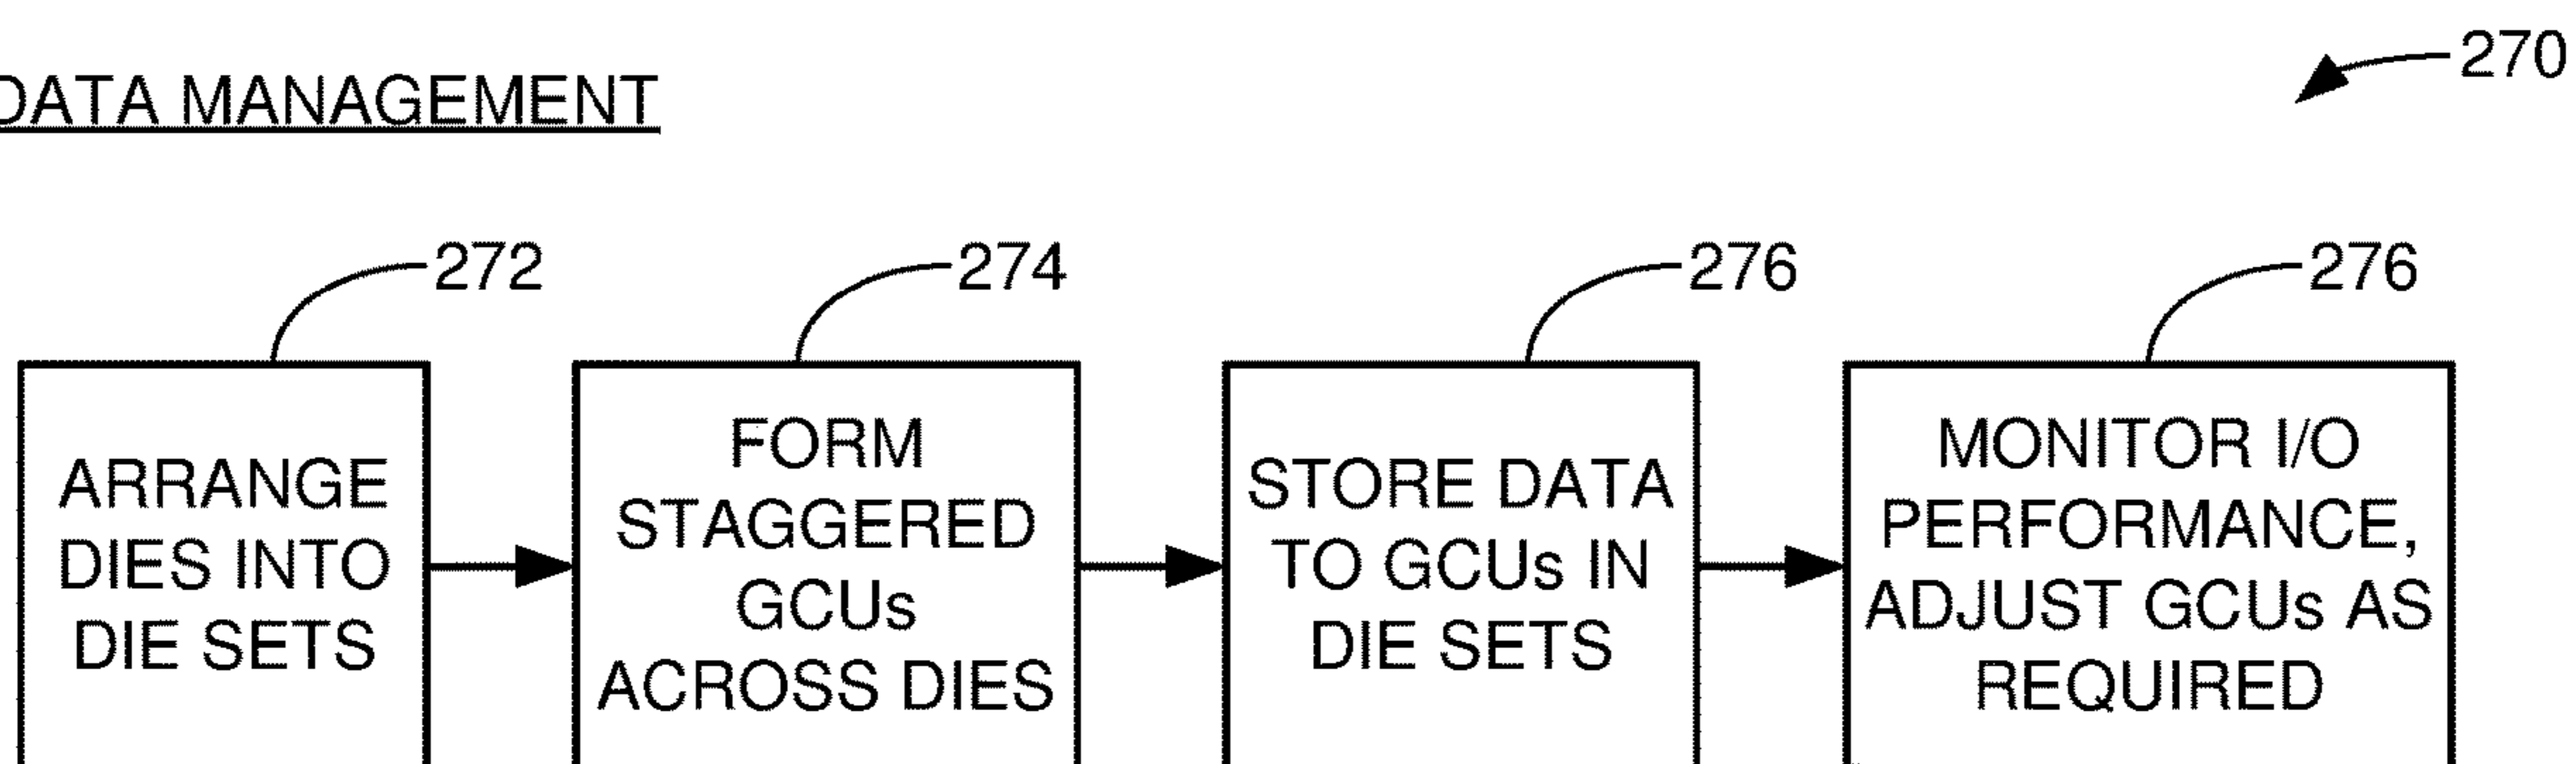 DATA MANAGEMENT
270
272
274
276
276
ARRANGE
DIES INTO
DIE SETS
FORM
STAGGERED
GCUs
ACROSS DIES
STORE DATA
TO GCUs IN
DIE SETS
MONITOR I/O
PERFORMANCE,
ADJUST GCUs AS
REQUIRED